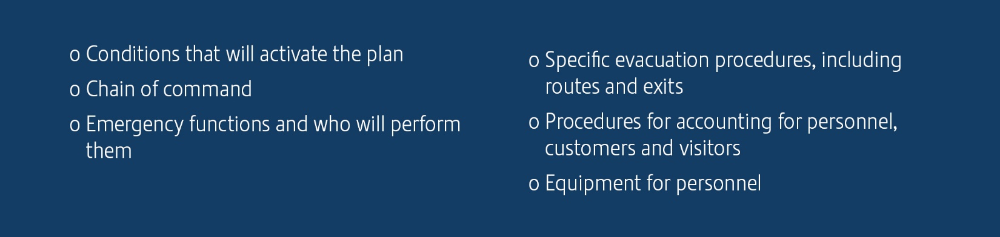 o Conditions that will activate the plan
o Chain of command
o Emergency functions and who will perform
them
o Specific evacuation procedures, including
routes and exits
o Procedures for accounting for personnel,
customers and visitors
o Equipment for personnel